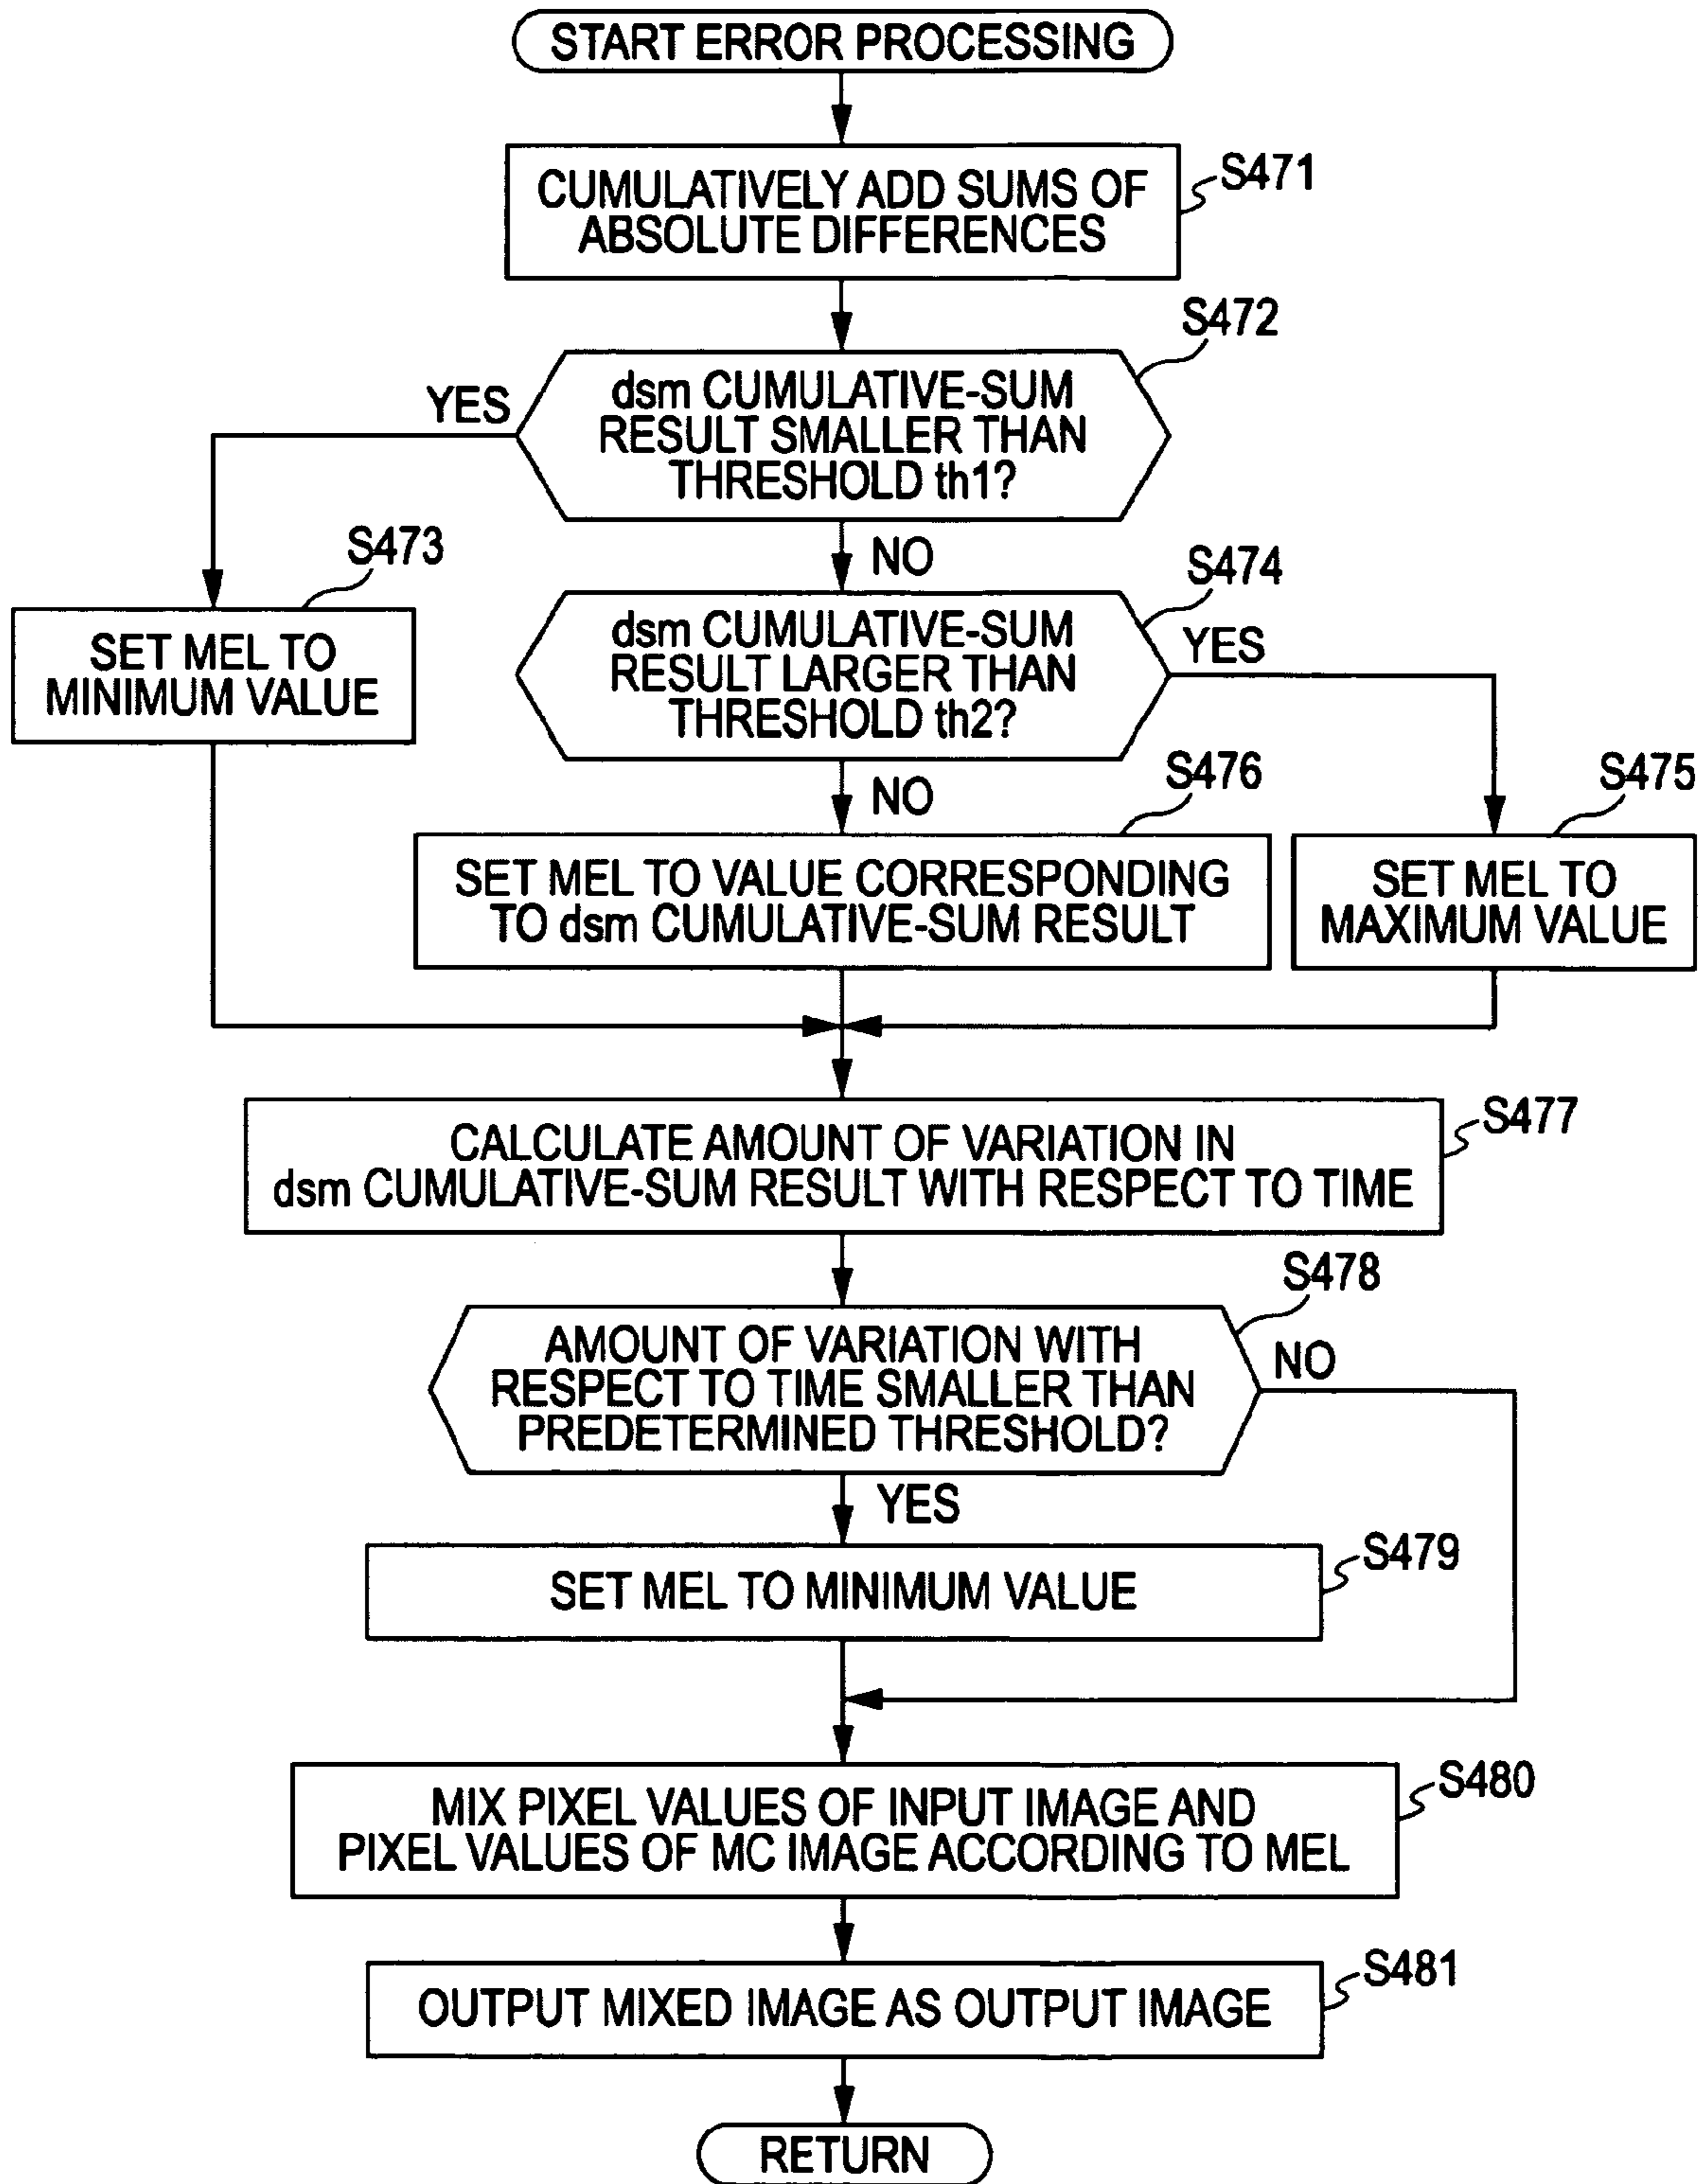 START ERROR PROCESSING
CUMULATIVELY ADD SUMS OF
ABSOLUTE DIFFERENCES
S471
S472
dsm CUMULATIVE-SUM
RESULT SMALLER THAN
THRESHOLD th1?
YES
NO
S473
SET MEL TO
MINIMUM VALUE
S474
dsm CUMULATIVE-SUM
RESULT LARGER THAN
THRESHOLD th2?
YES
NO
S476
SET MEL TO VALUE CORRESPONDING
TO dsm CUMULATIVE-SUM RESULT
S475
SET MEL TO
MAXIMUM VALUE
S477
CALCULATE AMOUNT OF VARIATION IN
dsm CUMULATIVE-SUM RESULT WITH RESPECT TO TIME
S478
AMOUNT OF VARIATION WITH
RESPECT TO TIME SMALLER THAN
PREDETERMINED THRESHOLD?
NO
YES
S479
SET MEL TO MINIMUM VALUE
S480
MIX PIXEL VALUES OF INPUT IMAGE AND
PIXEL VALUES OF MC IMAGE ACCORDING TO MEL
S481
OUTPUT MIXED IMAGE AS OUTPUT IMAGE
RETURN